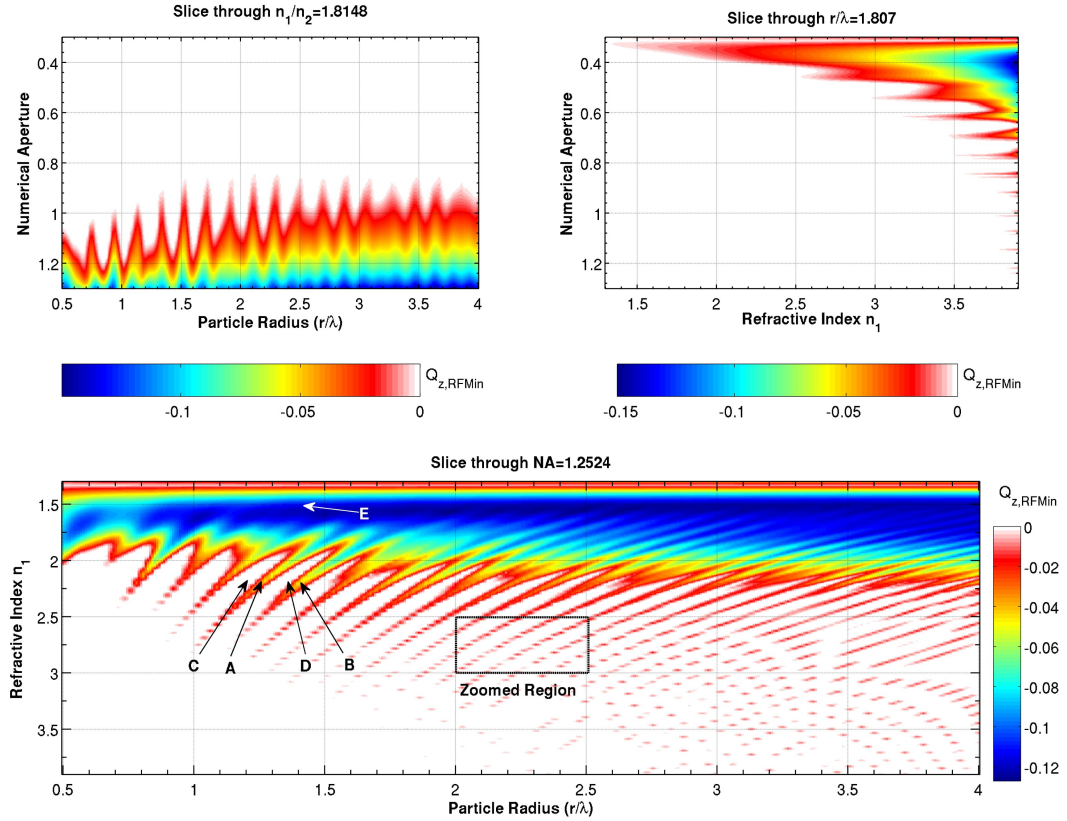 Slice through n1/n2=1.8148
Numerical Aperture
0.4
0.6
0.8
1
1.2
0.5 1 1.5 2 2.5 3 3.5 4
Particle Radius (r/λ)
Slice through r/λ=1.807
Numerical Aperture
0.4
0.6
0.8
1
1.2
1.5 2 2.5 3 3.5
Refractive Index n1
-0.1 -0.05 0
Qz,RFMin
-0.15 -0.1 -0.05 0
Qz,RFMin
Slice through NA=1.2524
Refractive Index n1
1.5
2
2.5
3
3.5
E
C A D B
Zoomed Region
0.5 1 1.5 2 2.5 3 3.5 4
Particle Radius (r/λ)
Qz,RFMin
0
-0.02
-0.04
-0.06
-0.08
-0.1
-0.12